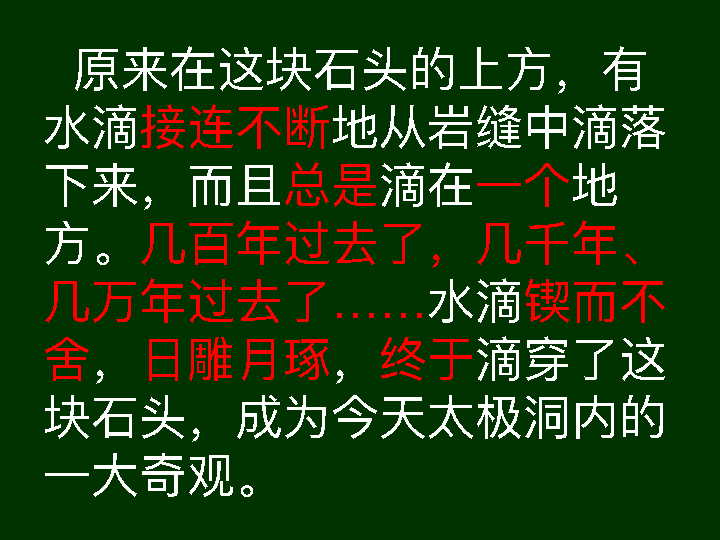 原来在这块石头的上方，有
水滴接连不断地从岩缝中滴落
下来，而且总是滴在一个地
方。几百年过去了，几千年、
几万年过去了……水滴锲而不
舍，日雕月琢，终于滴穿了这
块石头，成为今天太极洞内的
一大奇观。